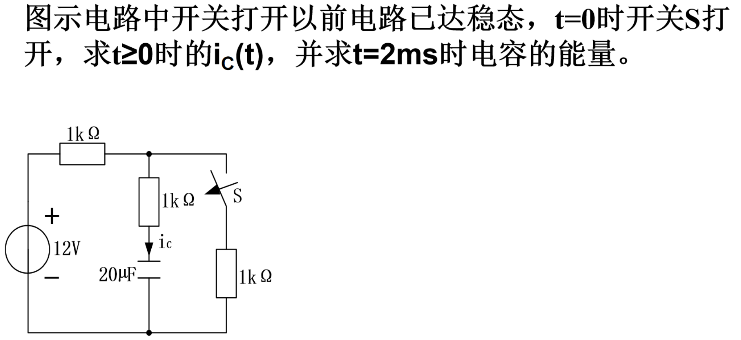 图示电路中开关打开以前电路已达稳态，t=0时开关S打
开，求t≥0时的iC(t)，并求t=2ms时电容的能量。
1kΩ
1kΩ
S
+
12V
ic
20μF
−
1kΩ